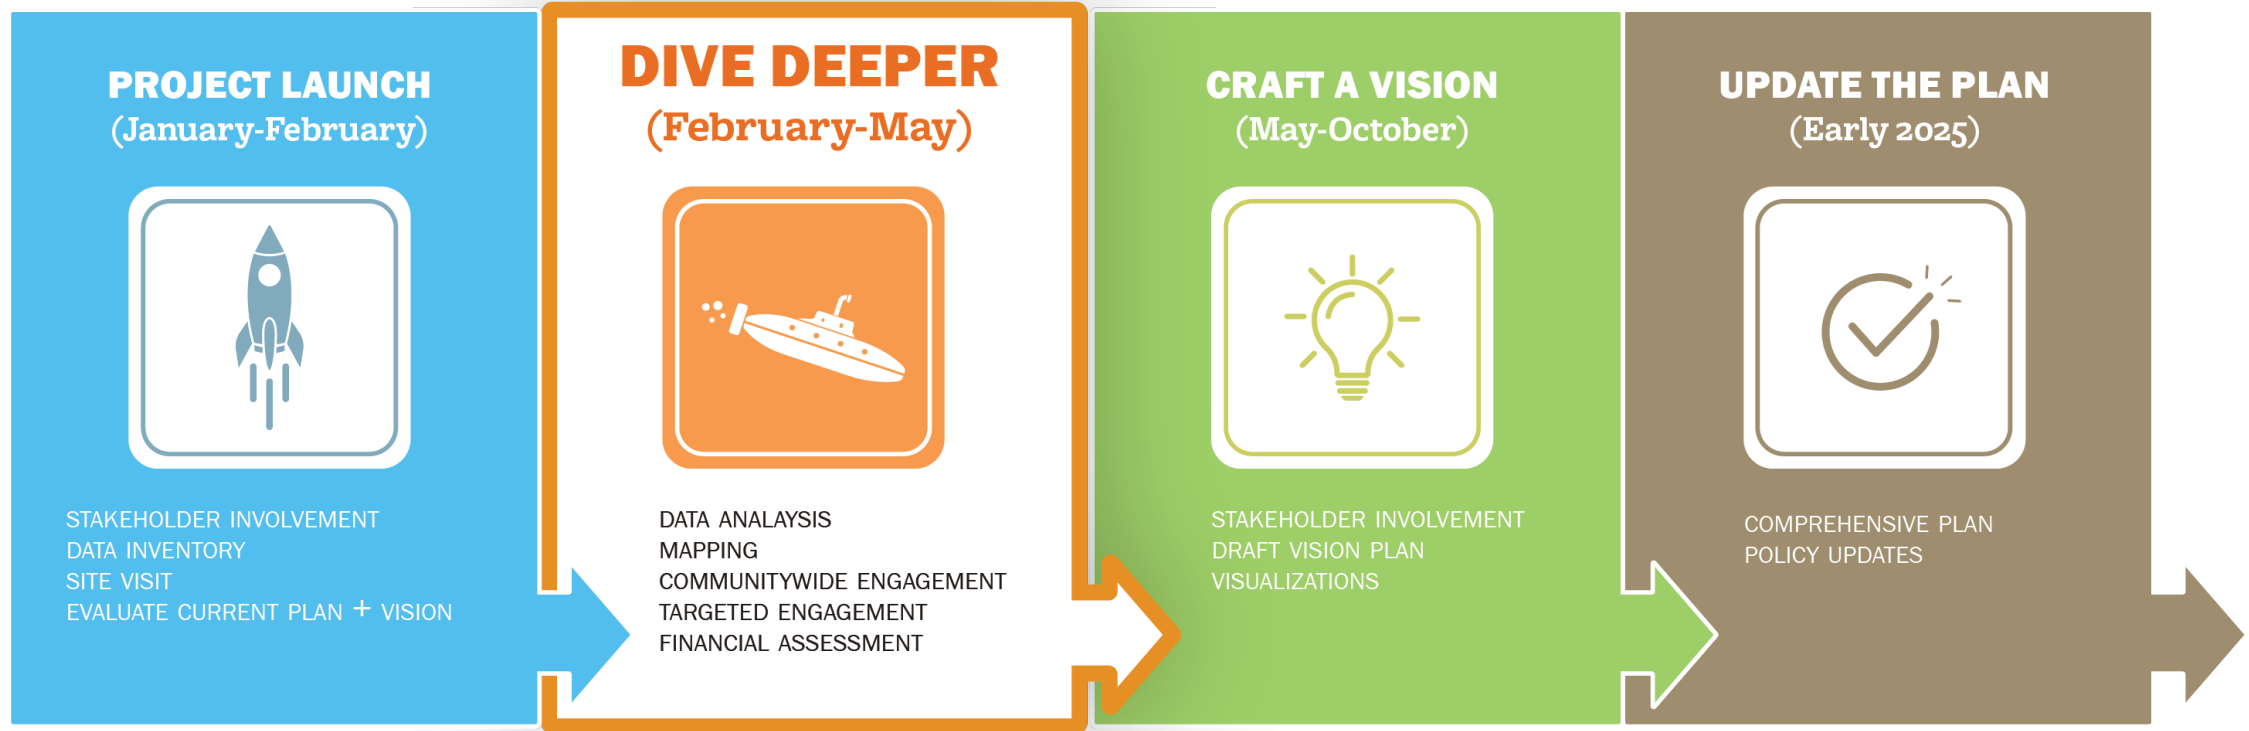 PROJECT LAUNCH
(January-February)
STAKEHOLDER INVOLVEMENT
DATA INVENTORY
SITE VISIT
EVALUATE CURRENT PLAN + VISION
DIVE DEEPER
(February-May)
DATA ANALAYSIS
MAPPING
COMMUNITYWIDE ENGAGEMENT
TARGETED ENGAGEMENT
FINANCIAL ASSESSMENT
CRAFT A VISION
(May-October)
STAKEHOLDER INVOLVEMENT
DRAFT VISION PLAN
VISUALIZATIONS
UPDATE THE PLAN
(Early 2025)
COMPREHENSIVE PLAN
POLICY UPDATES